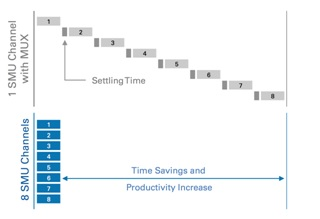 1 SMU Channel
with MUX
1
2
3
4
5
6
7
8
Settling Time
8 SMU Channels
1
2
3
4
5
6
7
8
Time Savings and
Productivity Increase